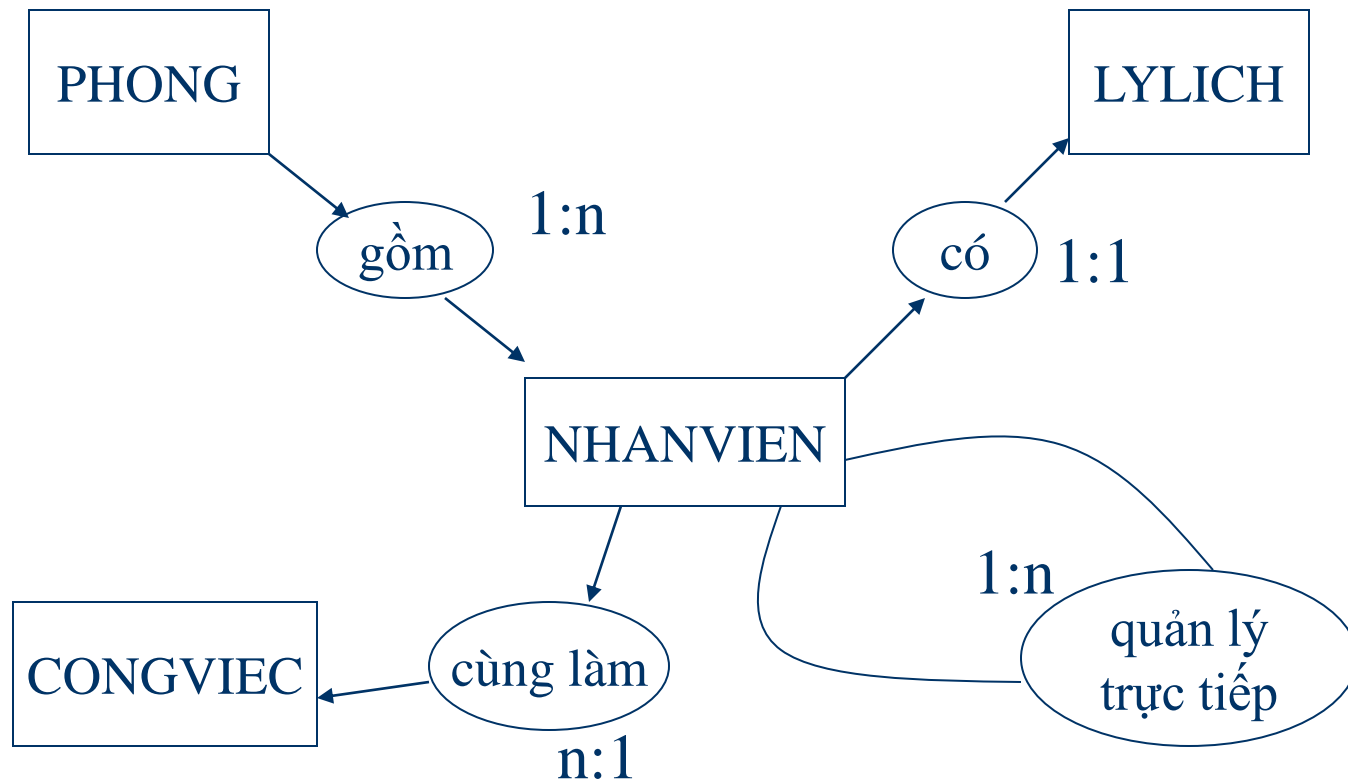 PHONG
LYLICH
1:n
gồm
có
1:1
NHANVIEN
1:n
quản lý
trực tiếp
CONGVIEC
cùng làm
n:1